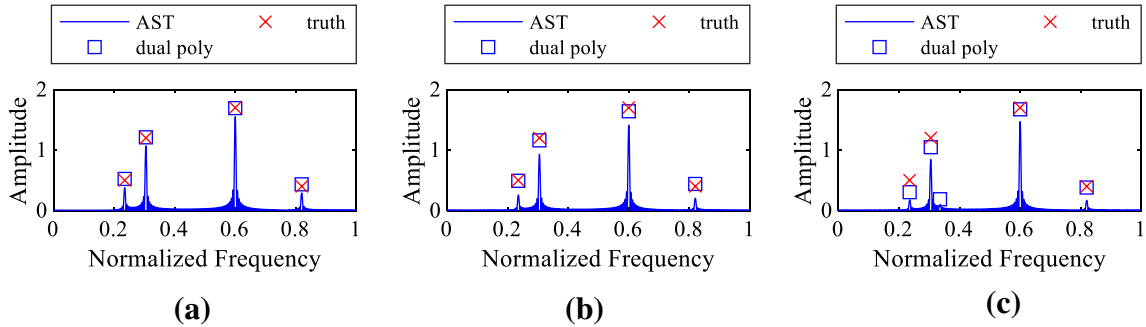 AST truth
dual poly
2
1
0
Amplitude
0 0.2 0.4 0.6 0.8 1
Normalized Frequency
(a)
AST truth
dual poly
2
1
0
Amplitude
0 0.2 0.4 0.6 0.8 1
Normalized Frequency
(b)
AST truth
dual poly
2
1
0
Amplitude
0 0.2 0.4 0.6 0.8 1
Normalized Frequency
(c)